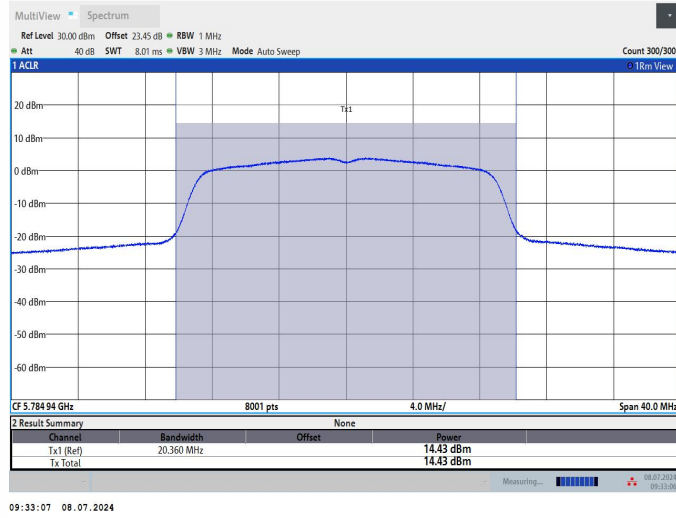 MultiView Spectrum
Ref Level 30.00 dBm Offset 23.45 dB RBW 1 MHz
Att 40 dB SWT 8.01 ms VBW 3 MHz Mode Auto Sweep Count 300/300
1 ACLR 1Rm View
Tx1
20 dBm
10 dBm
0 dBm
-10 dBm
-20 dBm
-30 dBm
-40 dBm
-50 dBm
-60 dBm
CF 5.784 94 GHz 8001 pts 4.0 MHz/ Span 40.0 MHz
2 Result Summary None
Channel Bandwidth Offset Power
Tx1 (Ref) 20.360 MHz 14.43 dBm
Tx Total 14.43 dBm
Measuring... 08.07.2024
09:33:06
09:33:07 08.07.2024